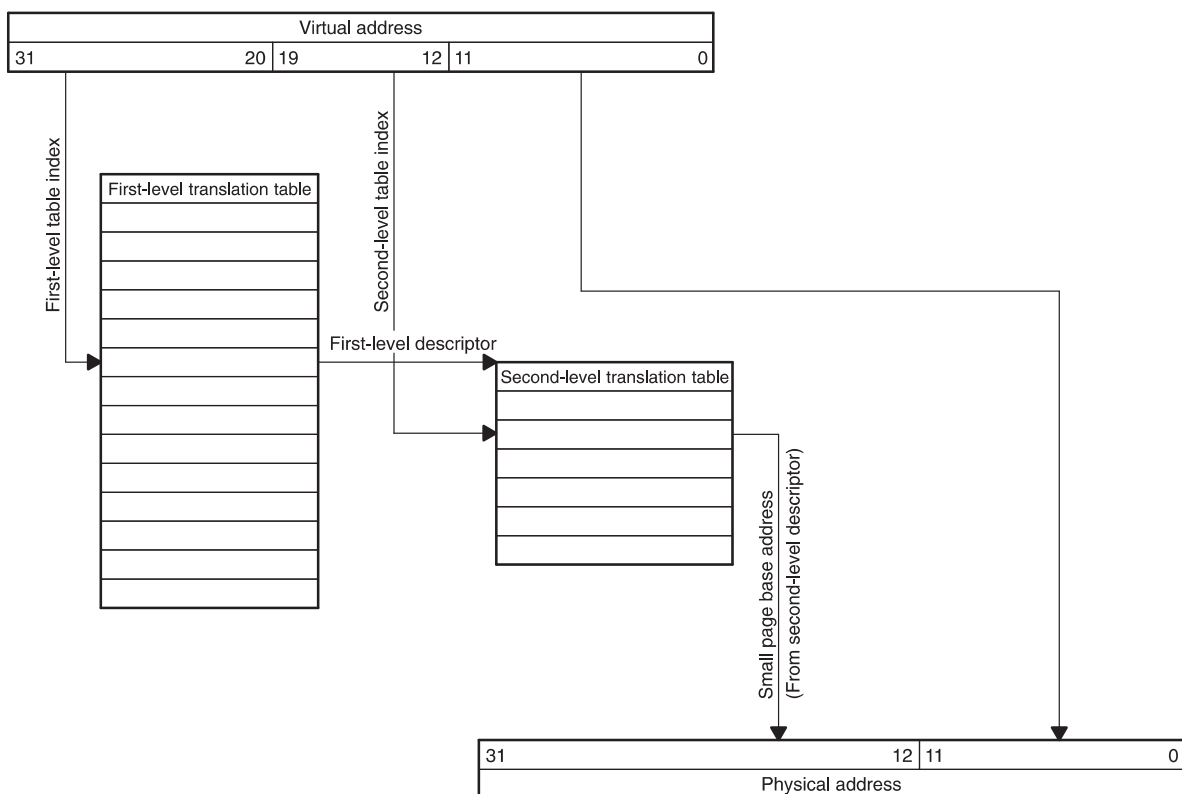 Virtual address
31 20 19 12 11 0
First-level table index
Second-level table index
First-level translation table
First-level descriptor
Second-level translation table
Small page base address
(From second-level descriptor)
31 12 11 0
Physical address